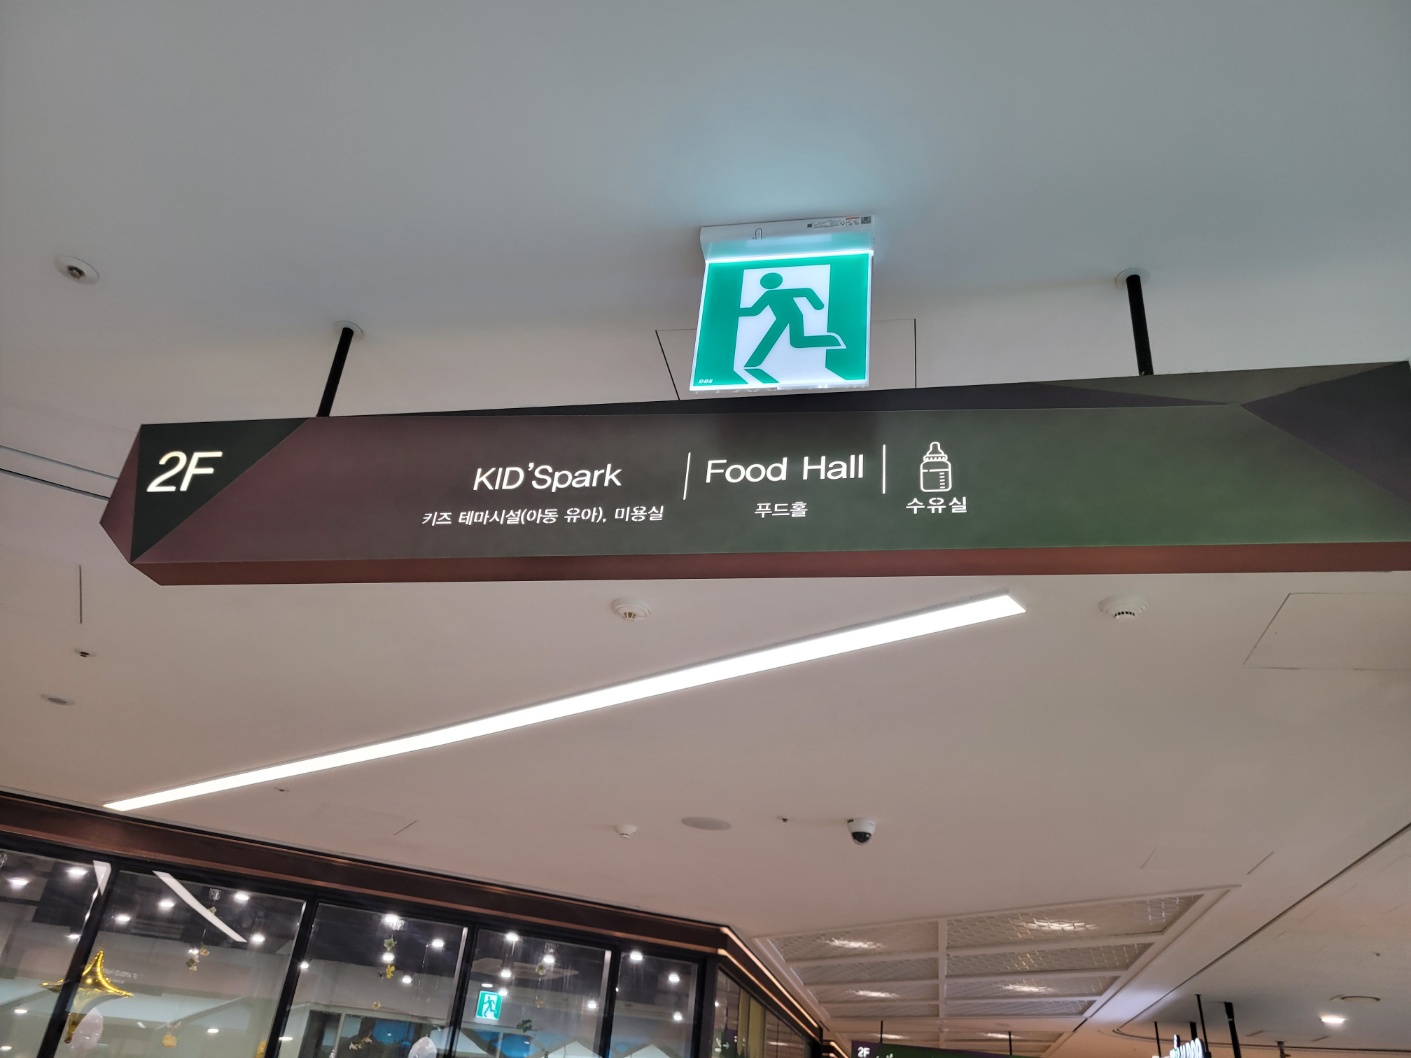 2F
KID'Spark
키즈 테마시설(아동 유아), 미용실
Food Hall
푸드홀
수유실
2F